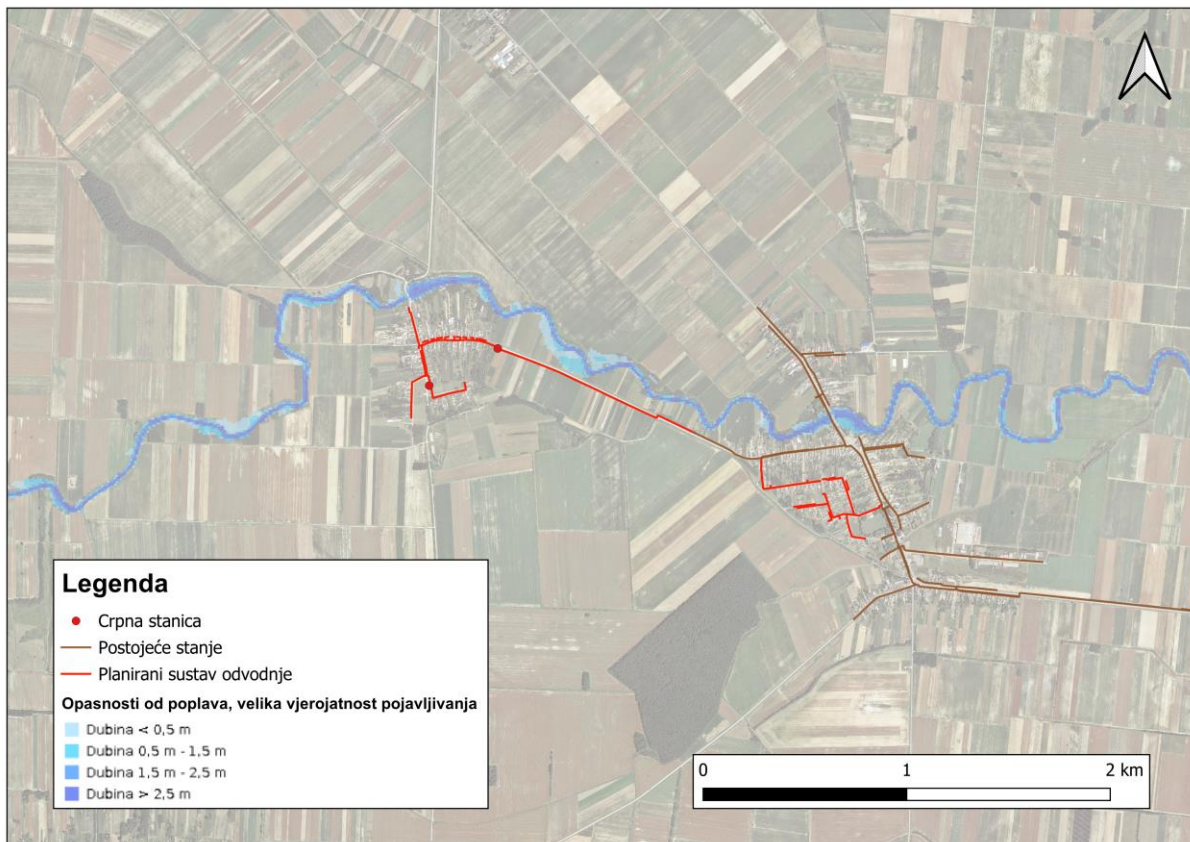 Legenda
Crpna stanica
Postojeće stanje
Planirani sustav odvodnje
Opasnosti od poplava, velika vjerojatnost pojavljivanja
Dubina < 0,5 m
Dubina 0,5 m - 1,5 m
Dubina 1,5 m - 2,5 m
Dubina > 2,5 m
0 1 2 km